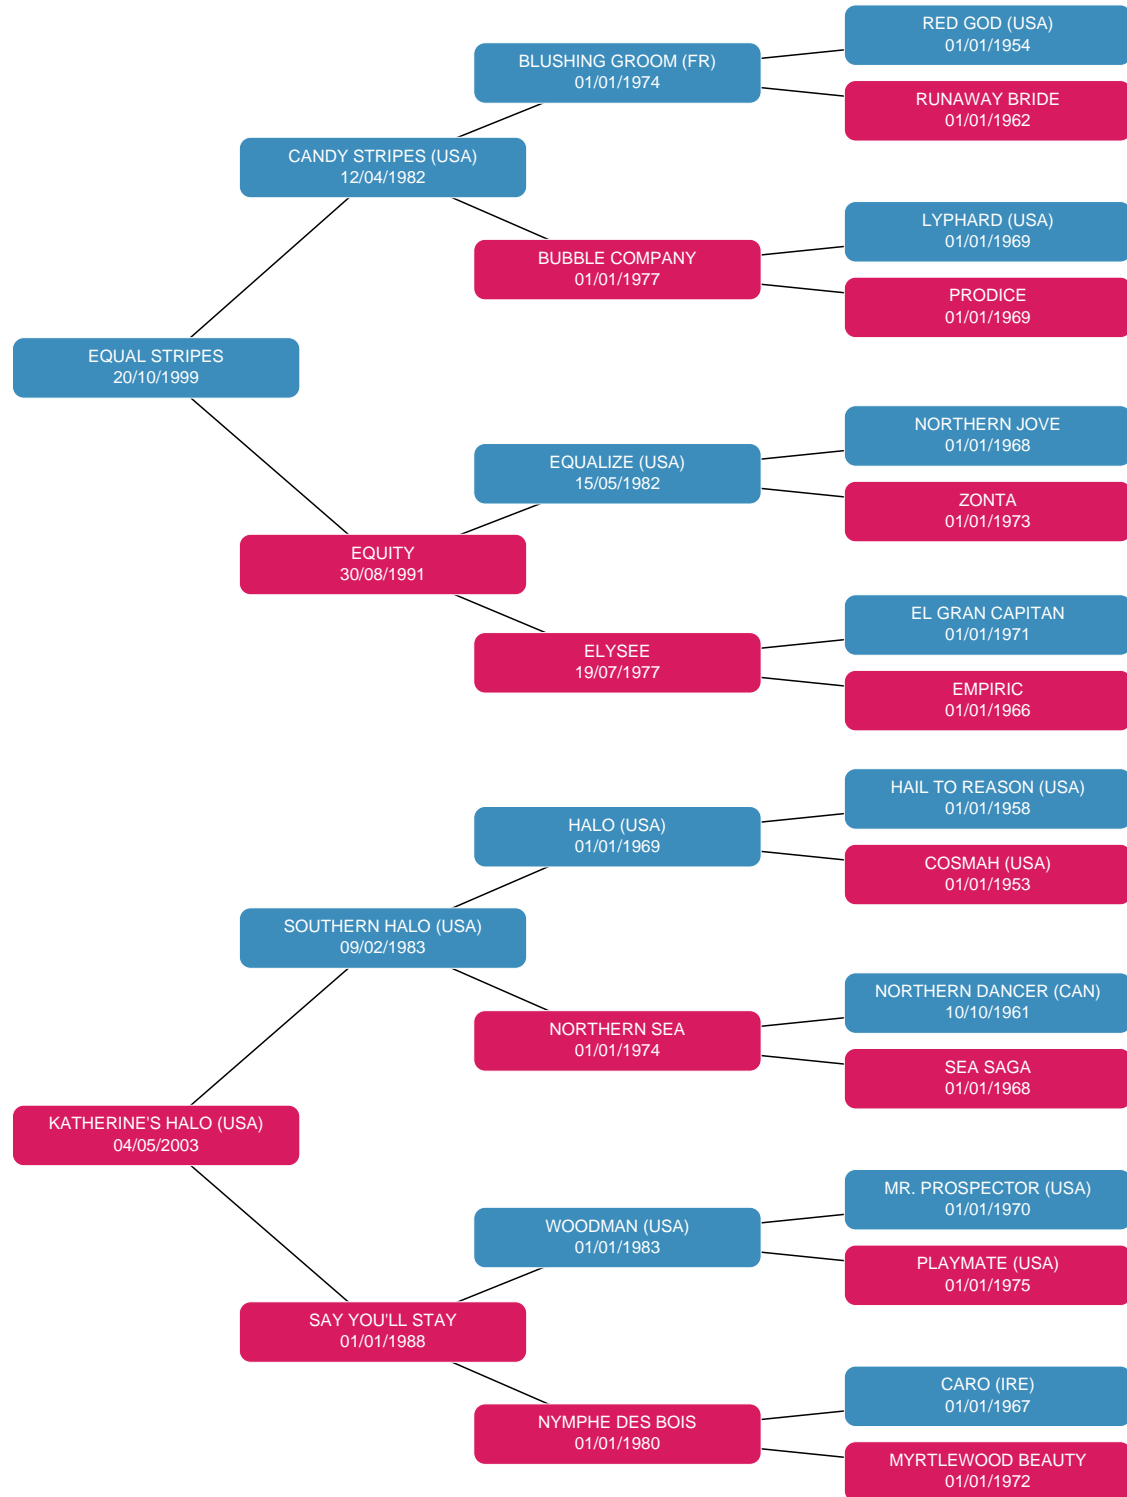 RED GOD (USA)
01/01/1954
BLUSHING GROOM (FR)
01/01/1974
RUNAWAY BRIDE
01/01/1962
CANDY STRIPES (USA)
12/04/1982
LYPHARD (USA)
01/01/1969
BUBBLE COMPANY
01/01/1977
PRODICE
01/01/1969
EQUAL STRIPES
20/10/1999
NORTHERN JOVE
01/01/1968
EQUALIZE (USA)
15/05/1982
ZONTA
01/01/1973
EQUITY
30/08/1991
EL GRAN CAPITAN
01/01/1971
ELYSEE
19/07/1977
EMPIRIC
01/01/1966
HAIL TO REASON (USA)
01/01/1958
HALO (USA)
01/01/1969
COSMAH (USA)
01/01/1953
SOUTHERN HALO (USA)
09/02/1983
NORTHERN DANCER (CAN)
10/10/1961
NORTHERN SEA
01/01/1974
SEA SAGA
01/01/1968
KATHERINE'S HALO (USA)
04/05/2003
MR. PROSPECTOR (USA)
01/01/1970
WOODMAN (USA)
01/01/1983
PLAYMATE (USA)
01/01/1975
SAY YOU'LL STAY
01/01/1988
CARO (IRE)
01/01/1967
NYMPHE DES BOIS
01/01/1980
MYRTLEWOOD BEAUTY
01/01/1972